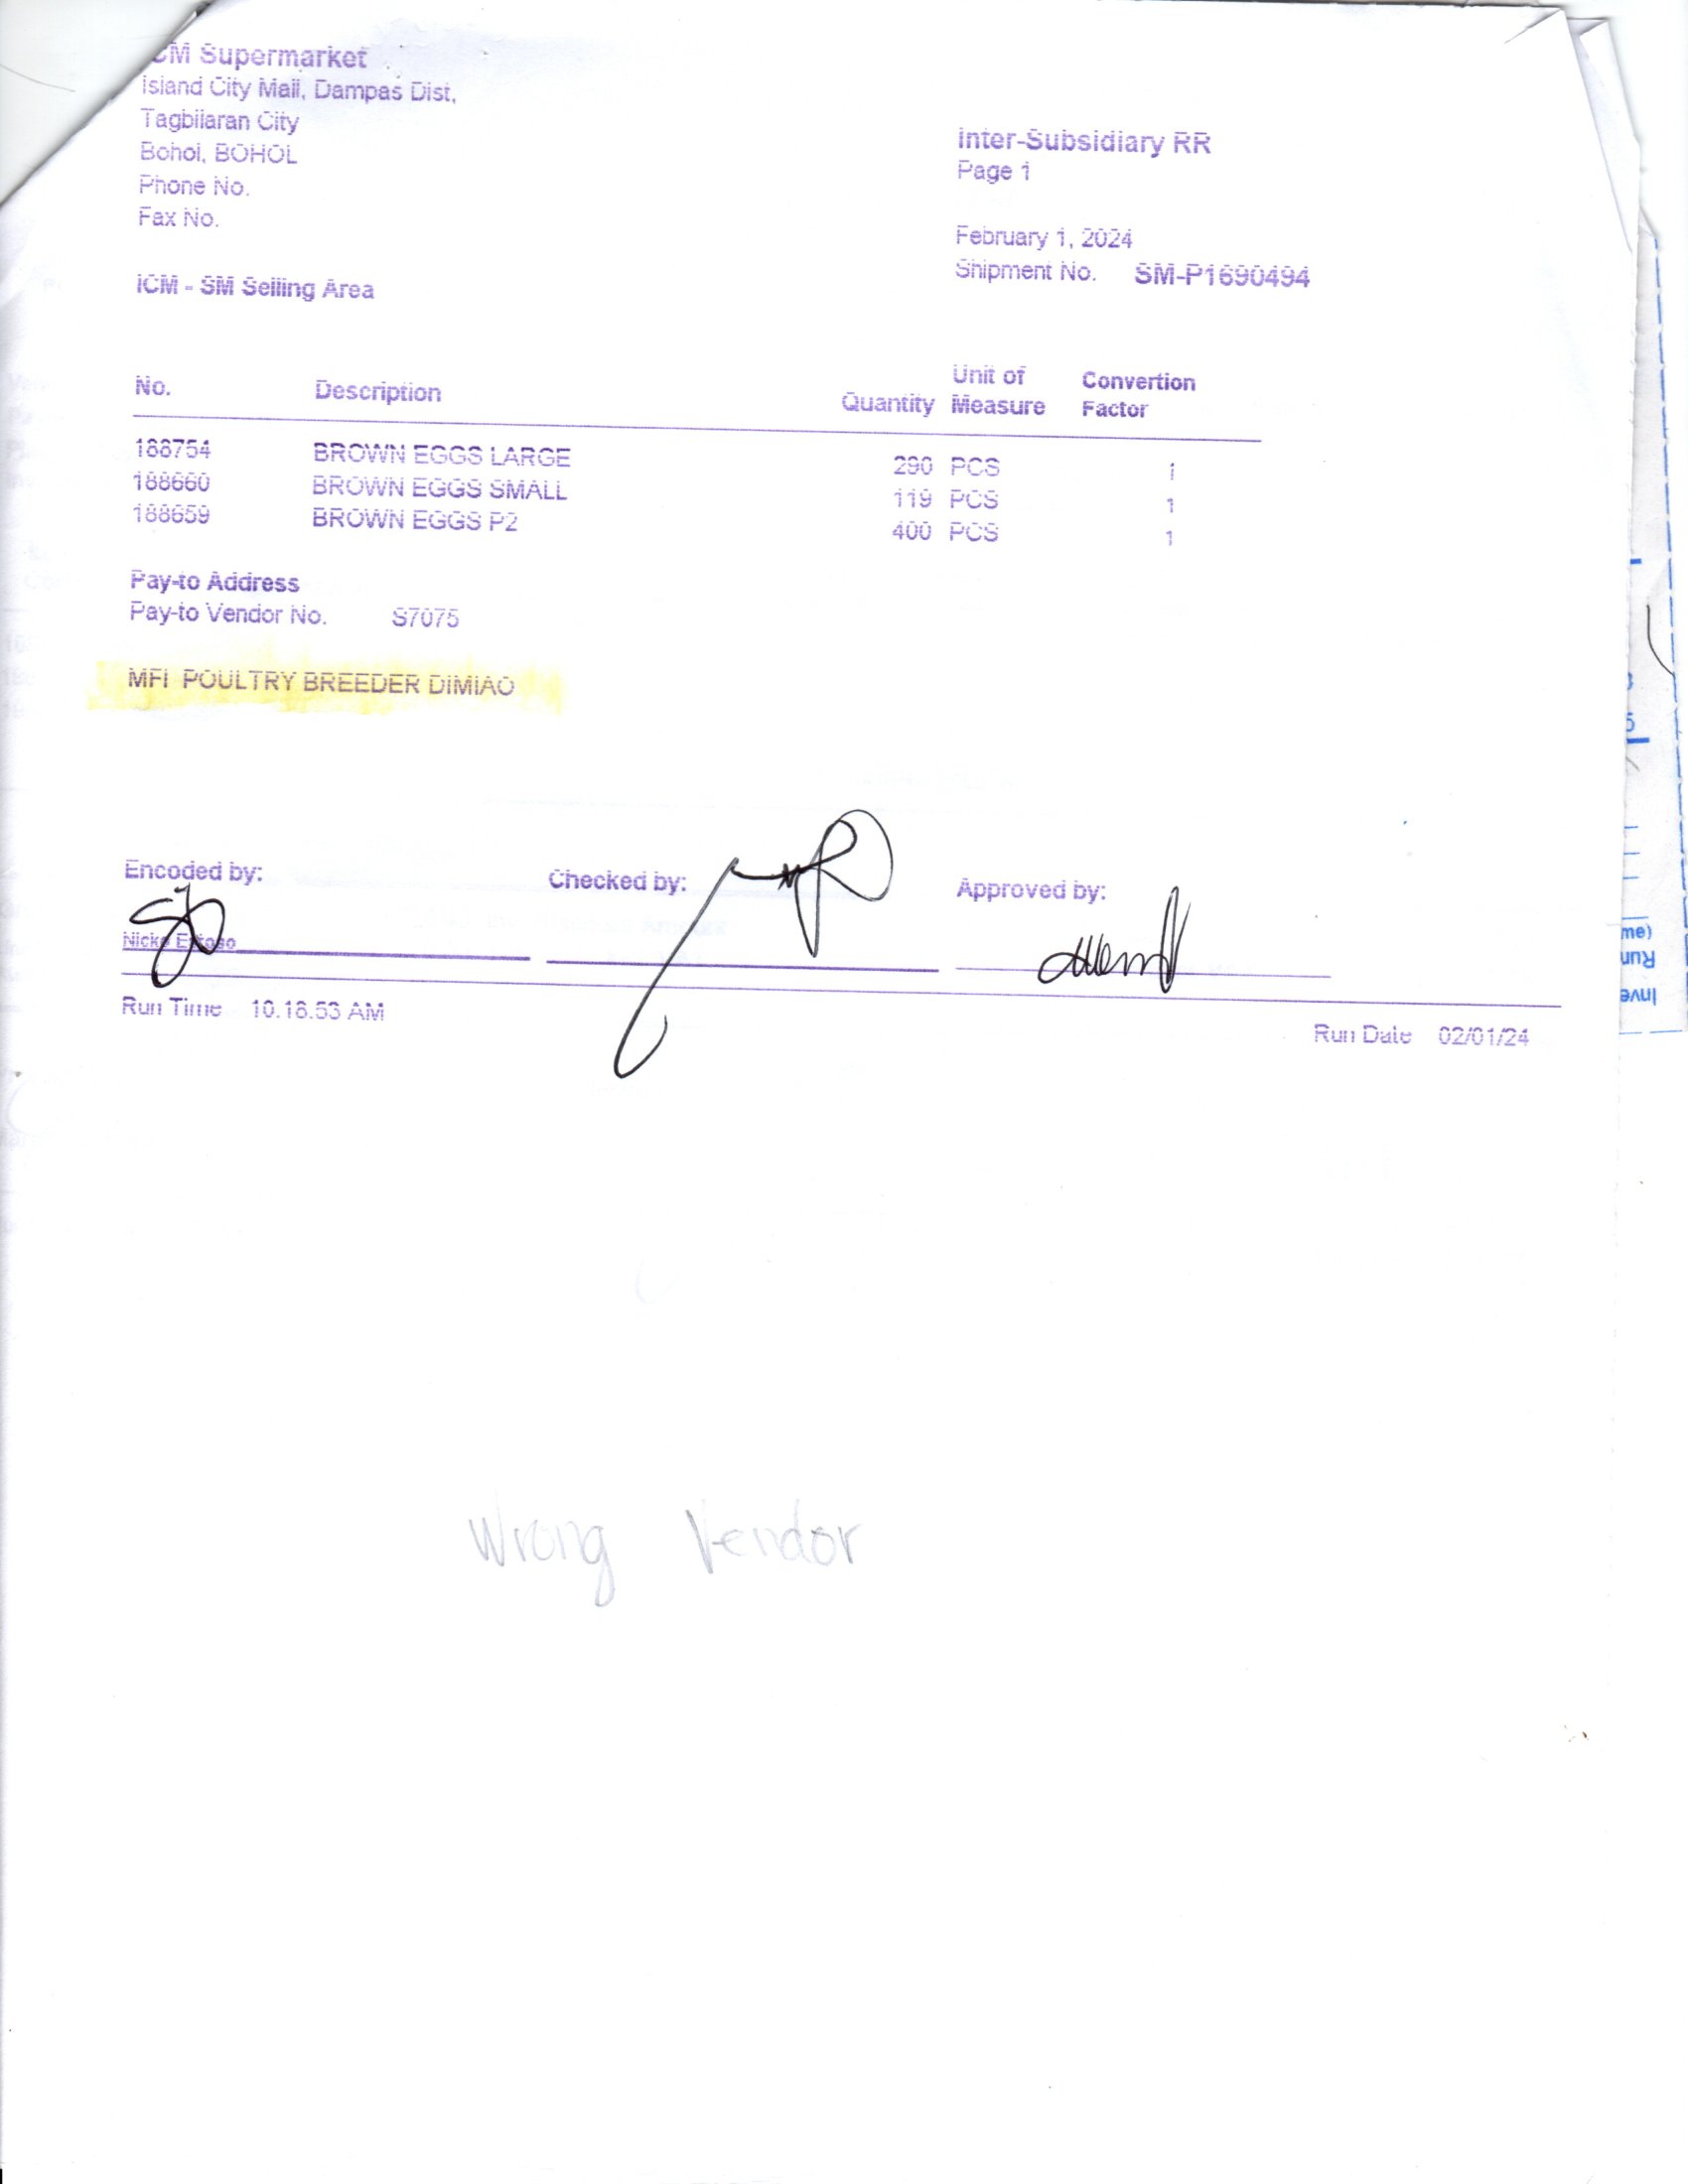 CM Supermarket
Island City Mall, Dampas Dist,
Tagbilaran City
Bohol, BOHOL
Phone No.
Fax No.
Inter-Subsidiary RR
Page 1
February 1, 2024
Shipment No. SM-P1690494
ICM - SM Selling Area
No. Description Quantity Unit of Measure Convertion Factor
188754 BROWN EGGS LARGE 290 PCS 1
188660 BROWN EGGS SMALL 119 PCS 1
188659 BROWN EGGS P2 400 PCS 1
Pay-to Address
Pay-to Vendor No. S7075
MFI POULTRY BREEDER DIMIAO
Encoded by: Checked by: Approved by:
Run Time 10.18.53 AM
Run Date 02/01/24
Wrong Vendor